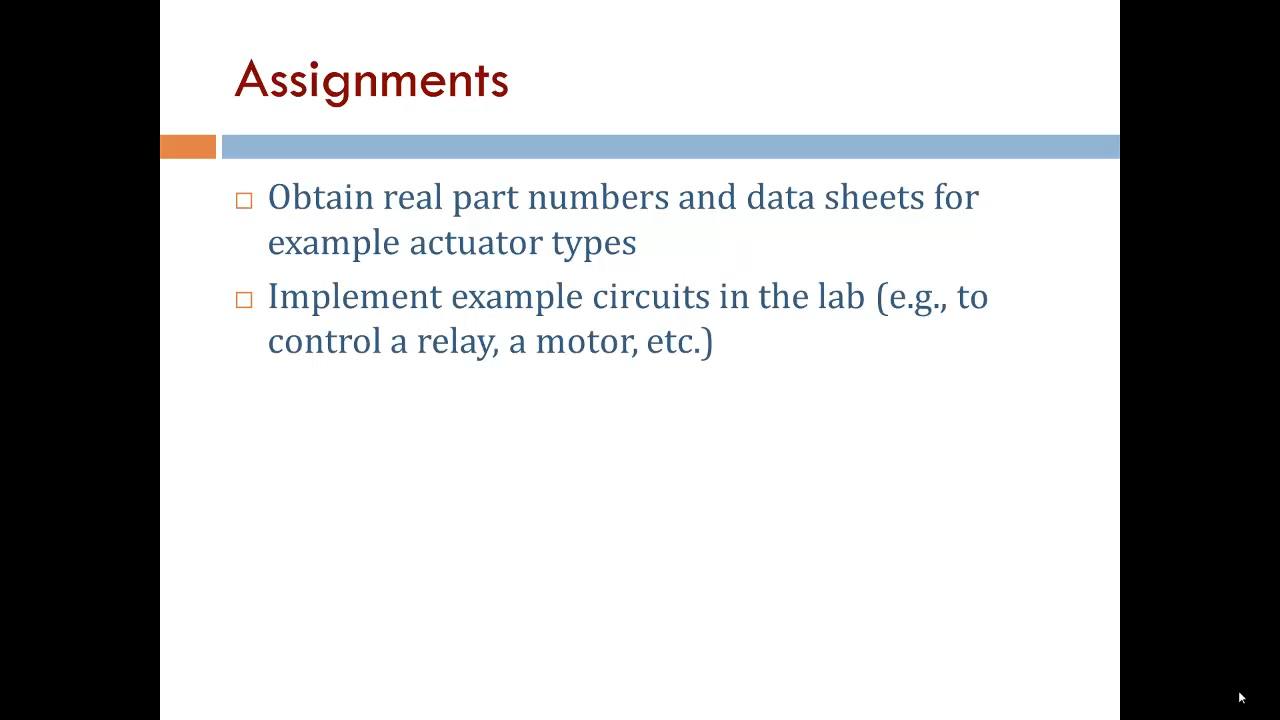 Assignments
Obtain real part numbers and data sheets for
example actuator types
Implement example circuits in the lab (e.g., to
control a relay, a motor, etc.)